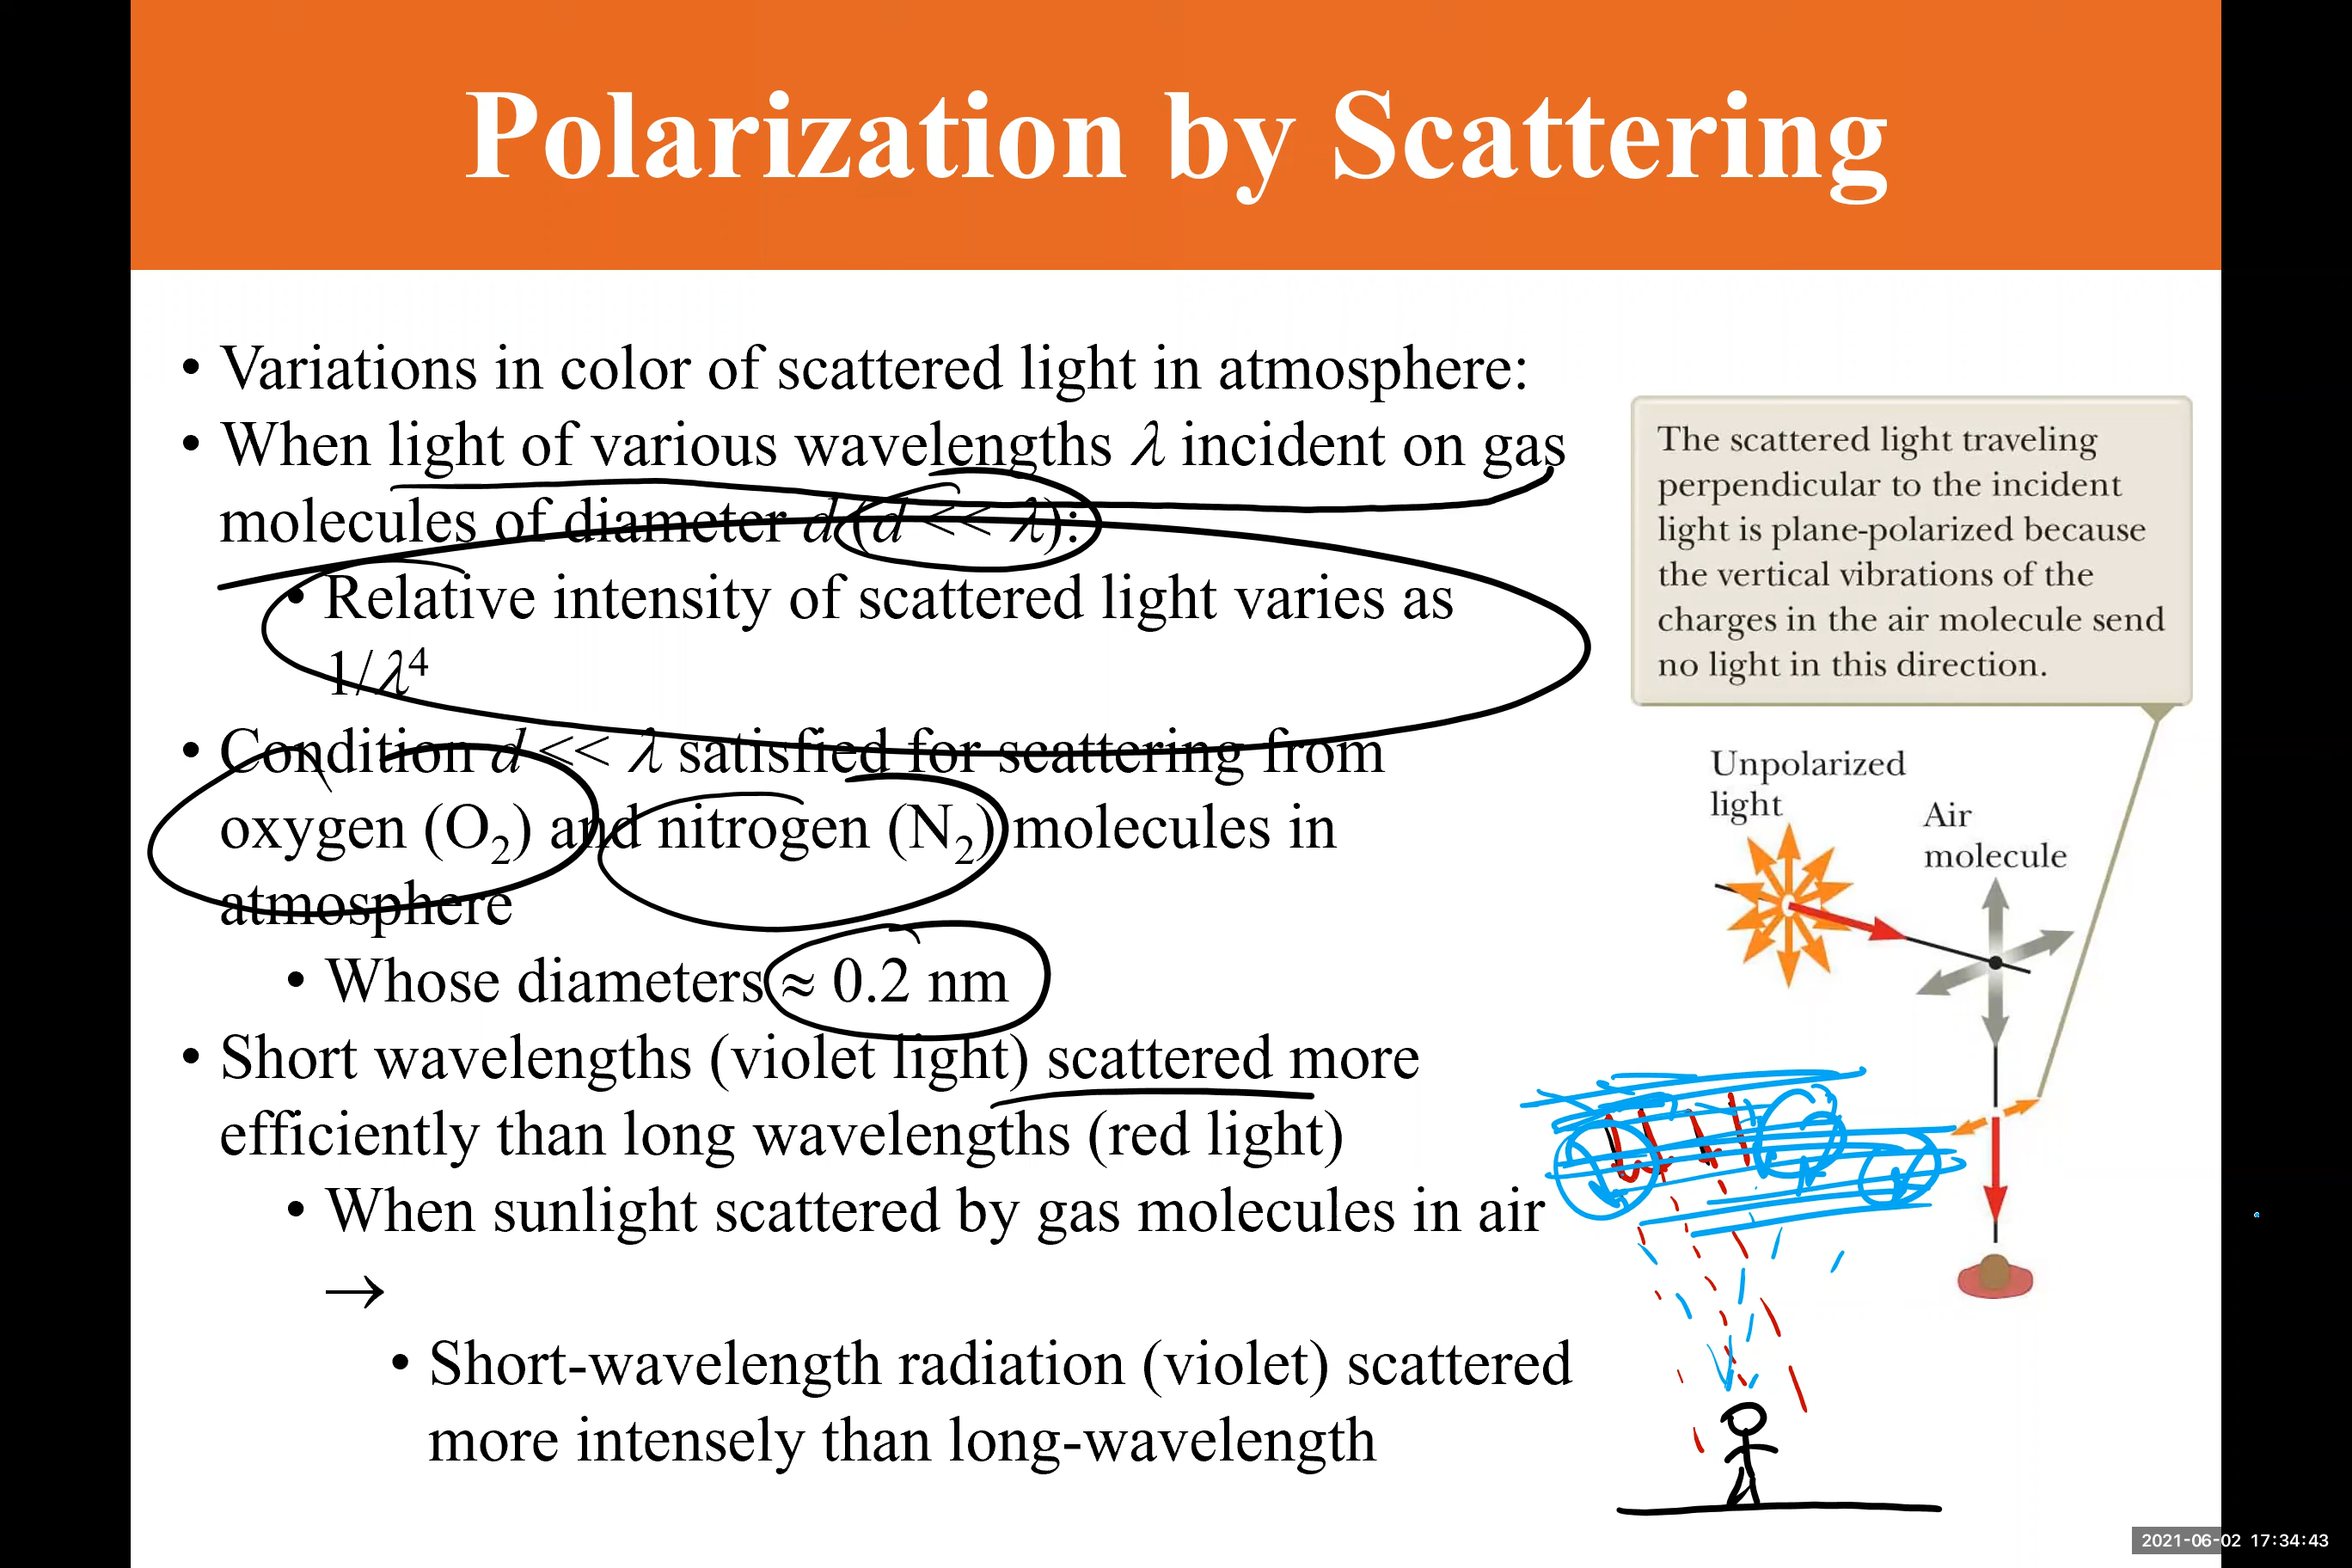 Polarization by Scattering
• Variations in color of scattered light in atmosphere:
• When light of various wavelengths λ incident on gas
molecules of diameter d (d << λ):
• Relative intensity of scattered light varies as
1/λ⁴
• Condition d << λ satisfied for scattering from
oxygen (O₂) and nitrogen (N₂) molecules in
atmosphere
• Whose diameters ≈ 0.2 nm
• Short wavelengths (violet light) scattered more
efficiently than long wavelengths (red light)
• When sunlight scattered by gas molecules in air
→
• Short-wavelength radiation (violet) scattered
more intensely than long-wavelength
The scattered light traveling
perpendicular to the incident
light is plane-polarized because
the vertical vibrations of the
charges in the air molecule send
no light in this direction.
Unpolarized
light
Air
molecule
2021-06-02 17:34:43